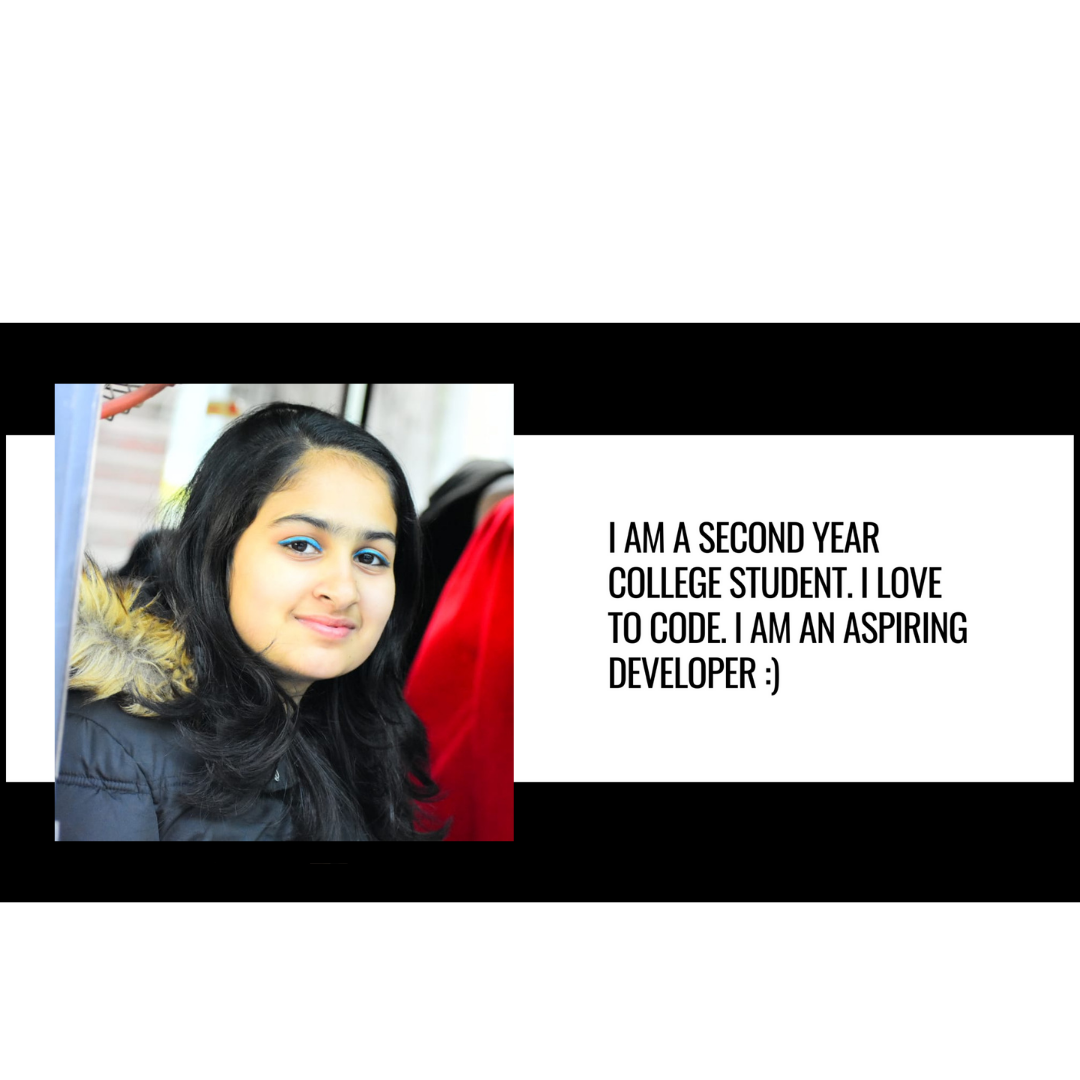 I AM A SECOND YEAR
COLLEGE STUDENT. I LOVE
TO CODE. I AM AN ASPIRING
DEVELOPER :)